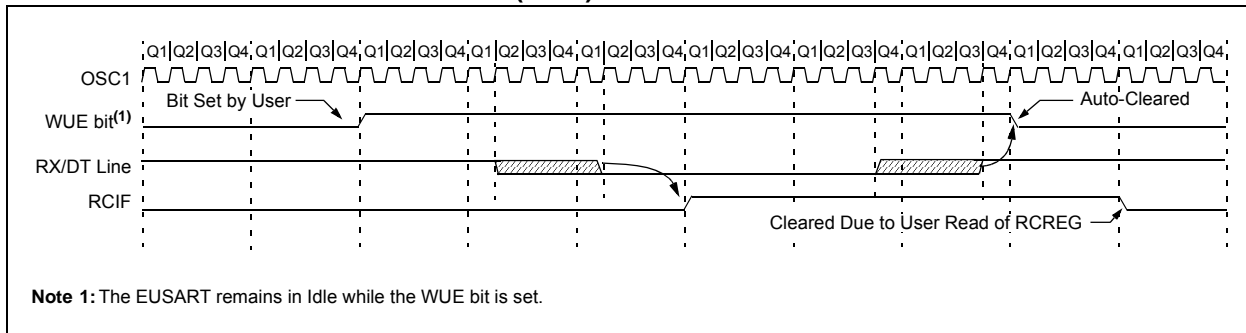 Q1|Q2|Q3|Q4 Q1|Q2|Q3|Q4 Q1|Q2|Q3|Q4 Q1|Q2|Q3|Q4 Q1|Q2|Q3|Q4 Q1|Q2|Q3|Q4 Q1|Q2|Q3|Q4 Q1|Q2|Q3|Q4 Q1|Q2|Q3|Q4 Q1|Q2|Q3|Q4
OSC1
Bit Set by User
Auto-Cleared
WUE bit(1)
RX/DT Line
RCIF
Cleared Due to User Read of RCREG
Note 1: The EUSART remains in Idle while the WUE bit is set.